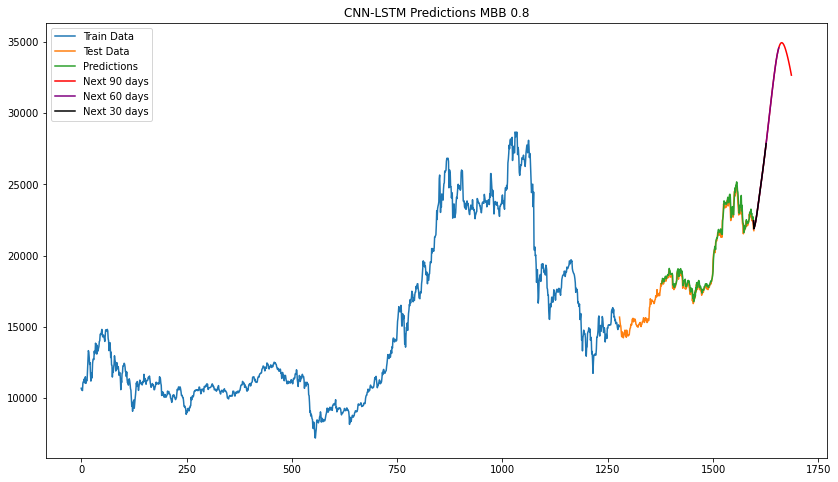 CNN-LSTM Predictions MBB 0.8
Train Data
Test Data
Predictions
Next 90 days
Next 60 days
Next 30 days
35000
30000
25000
20000
15000
10000
0 250 500 750 1000 1250 1500 1750